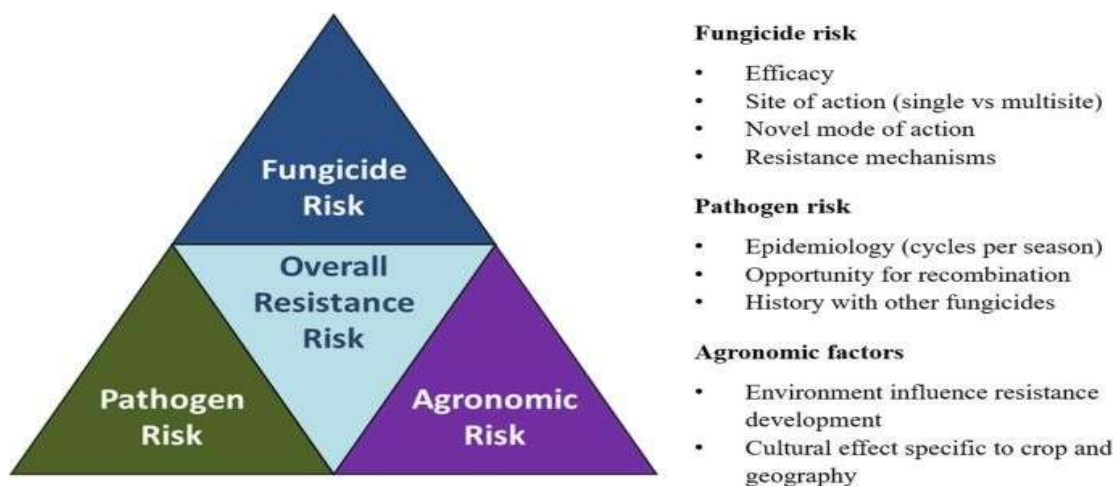 Fungicide
Risk
Overall
Resistance
Risk
Pathogen
Risk
Agronomic
Risk
Fungicide risk
• Efficacy
• Site of action (single vs multisite)
• Novel mode of action
• Resistance mechanisms
Pathogen risk
• Epidemiology (cycles per season)
• Opportunity for recombination
• History with other fungicides
Agronomic factors
• Environment influence resistance
development
• Cultural effect specific to crop and
geography